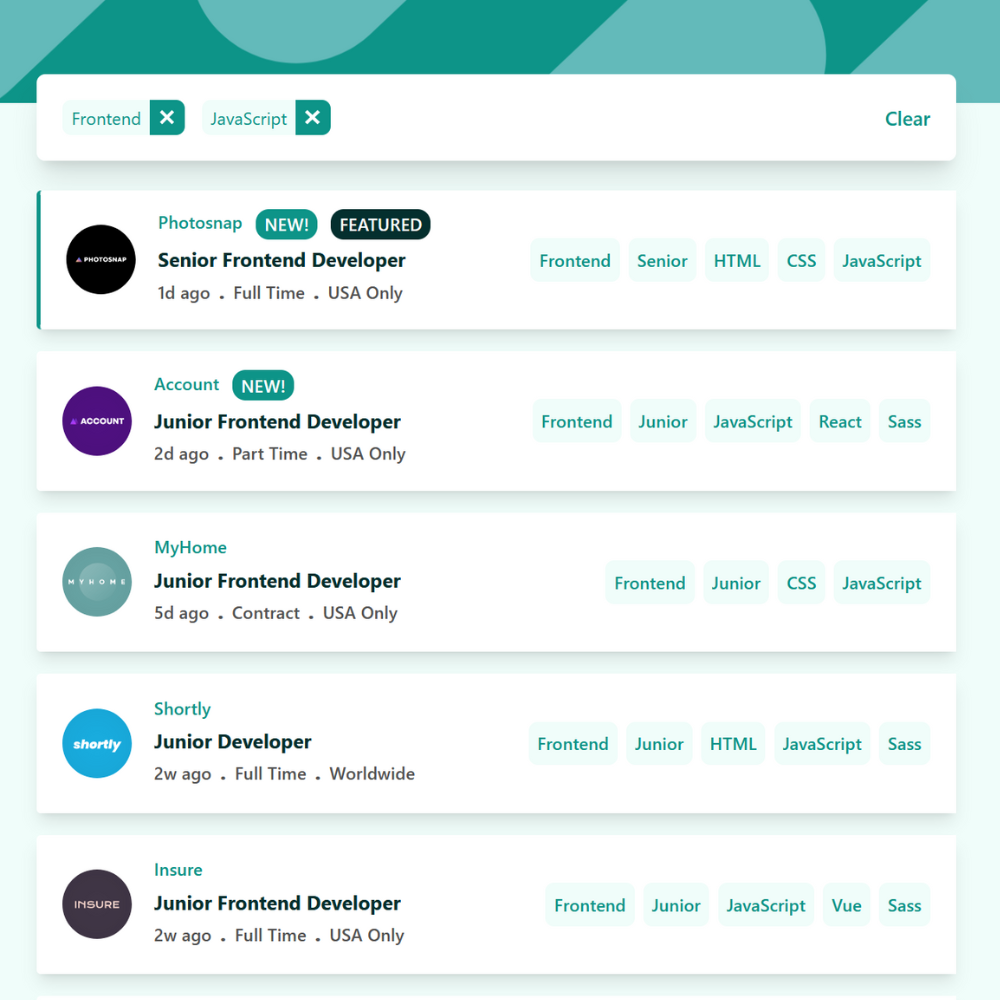 Frontend ✕ JavaScript ✕ Clear
PHOTOSNAP
Photosnap NEW! FEATURED
Senior Frontend Developer
1d ago . Full Time . USA Only
Frontend Senior HTML CSS JavaScript
ACCOUNT
Account NEW!
Junior Frontend Developer
2d ago . Part Time . USA Only
Frontend Junior JavaScript React Sass
MYHOME
MyHome
Junior Frontend Developer
5d ago . Contract . USA Only
Frontend Junior CSS JavaScript
shortly
Shortly
Junior Developer
2w ago . Full Time . Worldwide
Frontend Junior HTML JavaScript Sass
INSURE
Insure
Junior Frontend Developer
2w ago . Full Time . USA Only
Frontend Junior JavaScript Vue Sass